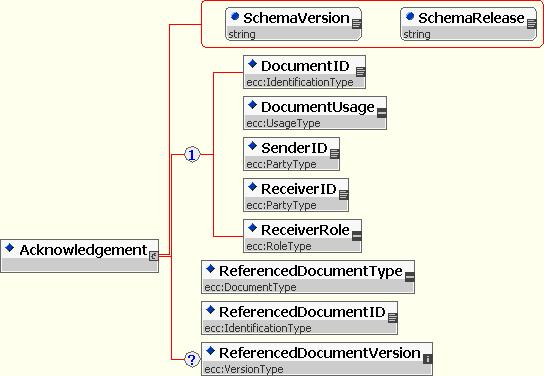 SchemaVersion
string
SchemaRelease
string
DocumentID
ecc:IdentificationType
DocumentUsage
ecc:UsageType
1
SenderID
ecc:PartyType
ReceiverID
ecc:PartyType
ReceiverRole
ecc:RoleType
Acknowledgement
ReferencedDocumentType
ecc:DocumentType
ReferencedDocumentID
ecc:IdentificationType
?
ReferencedDocumentVersion
ecc:VersionType